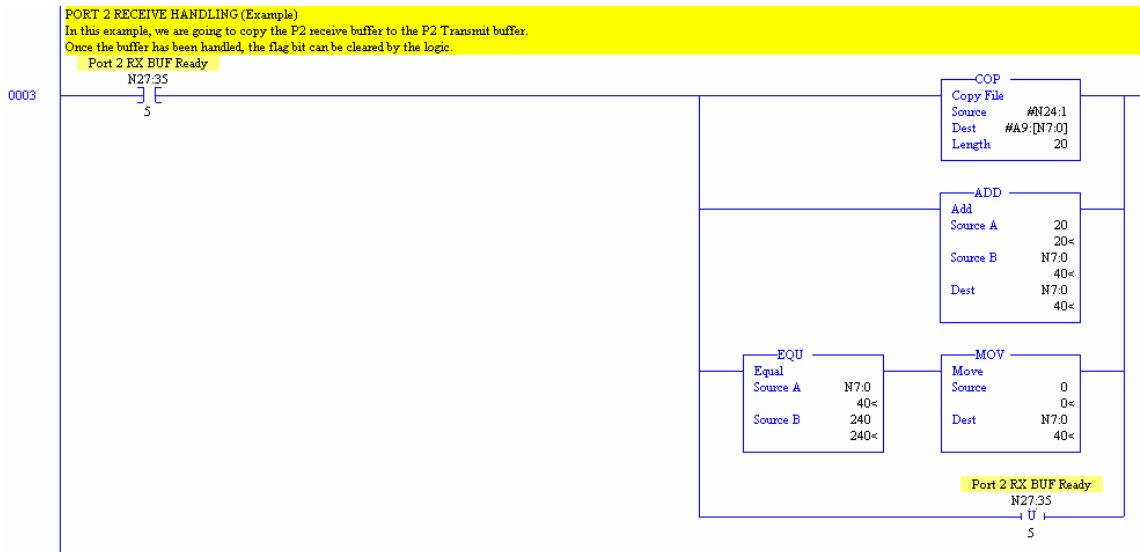 PORT 2 RECEIVE HANDLING (Example)
In this example, we are going to copy the P2 receive buffer to the P2 Transmit buffer.
Once the buffer has been handled, the flag bit can be cleared by the logic.
Port 2 RX BUF Ready
N27:35
5
0003
COP
Copy File
Source #N24:1
Dest #A9:[N7:0]
Length 20
ADD
Add
Source A 20
20<
Source B N7:0
40<
Dest N7:0
40<
EQU
Equal
Source A N7:0
40<
Source B 240
240<
MOV
Move
Source 0
0<
Dest N7:0
40<
Port 2 RX BUF Ready
N27:35
U
5